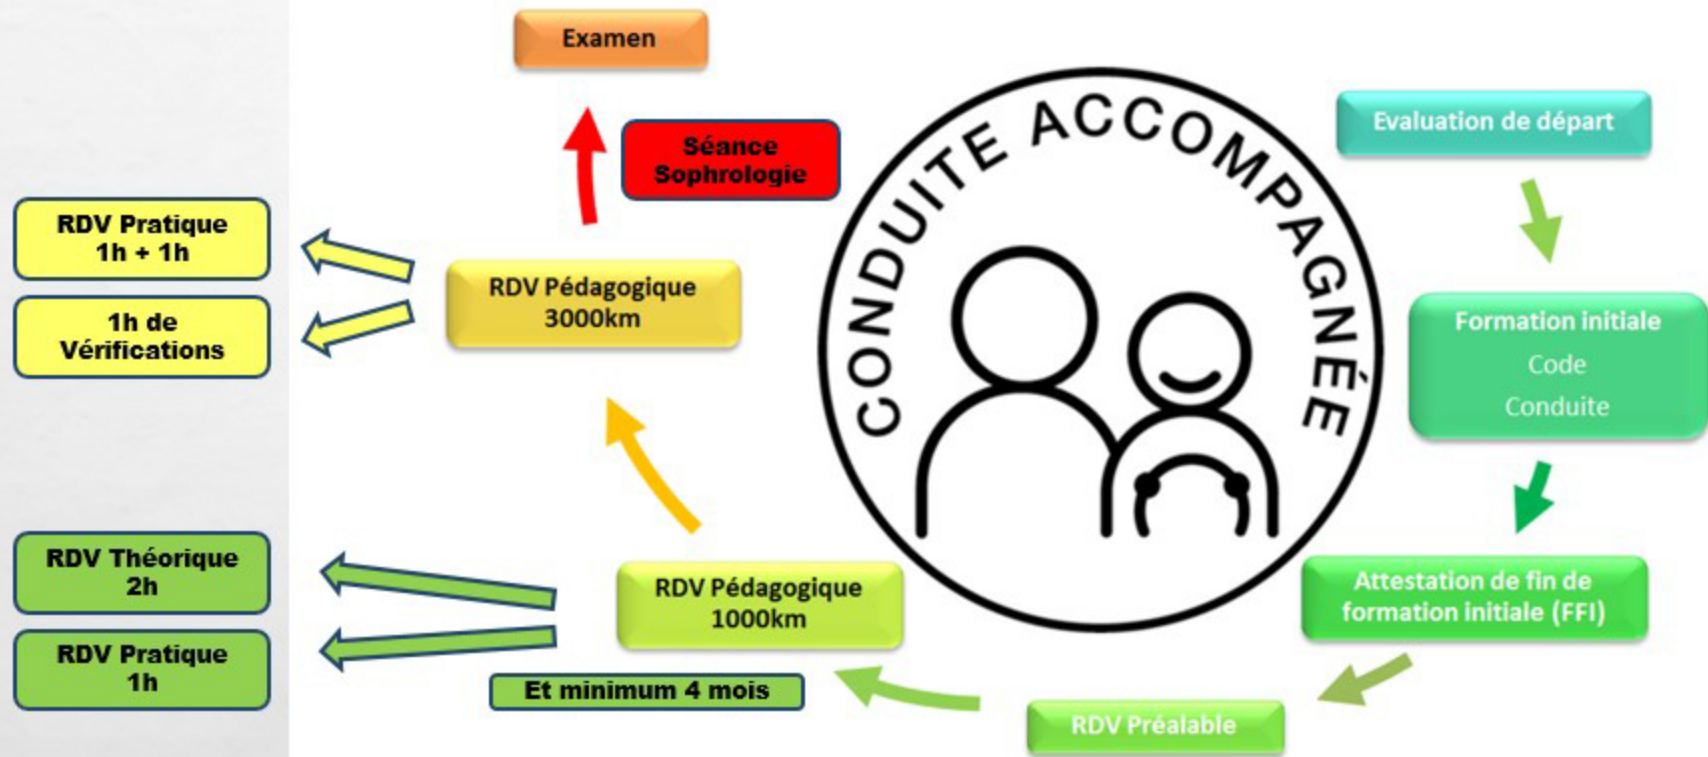 Examen
Séance
Sophrologie
CONDUITE ACCOMPAGNÉE
Evaluation de départ
Formation initiale
Code
Conduite
Attestation de fin de
formation initiale (FFI)
RDV Préalable
RDV Pédagogique
1000km
Et minimum 4 mois
RDV Théorique
2h
RDV Pratique
1h
RDV Pédagogique
3000km
RDV Pratique
1h + 1h
1h de
Vérifications